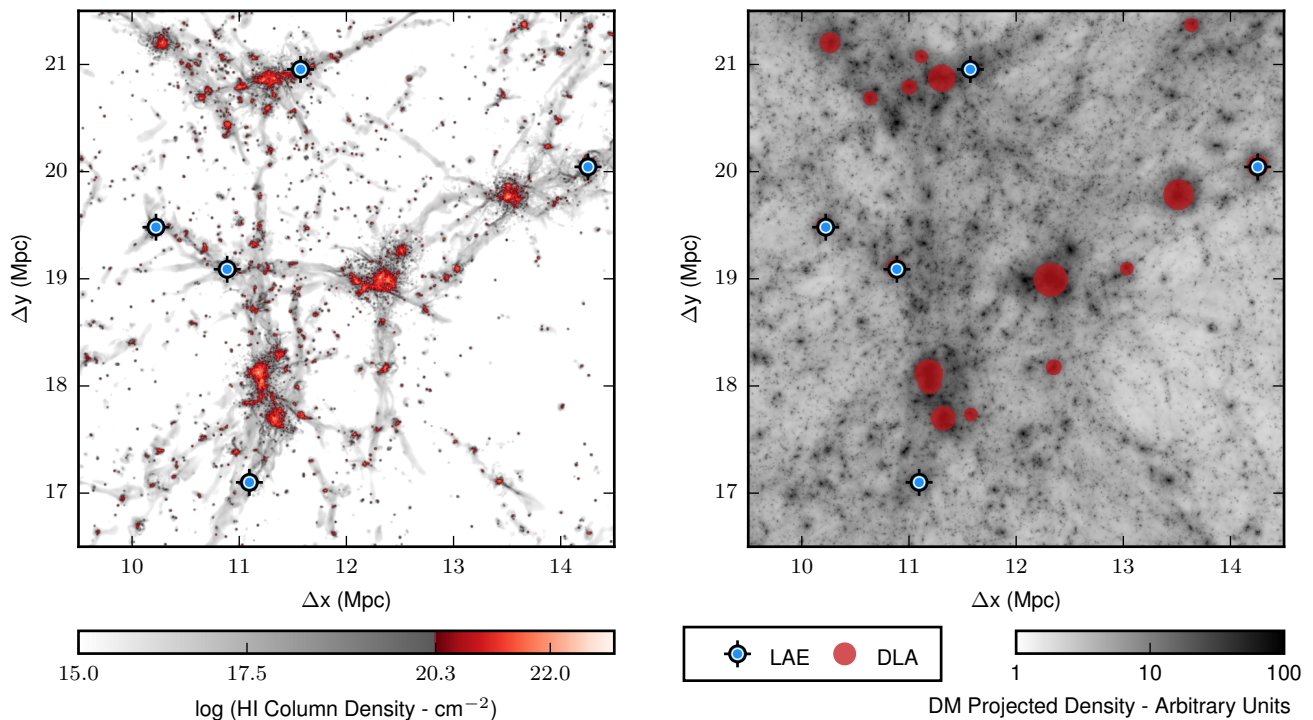 21
20
19
18
17
Δy (Mpc)
10 11 12 13 14
Δx (Mpc)
21
20
19
18
17
Δy (Mpc)
10 11 12 13 14
Δx (Mpc)
15.0 17.5 20.3 22.0
log (HI Column Density - cm⁻²)
LAE DLA
1 10 100
DM Projected Density - Arbitrary Units